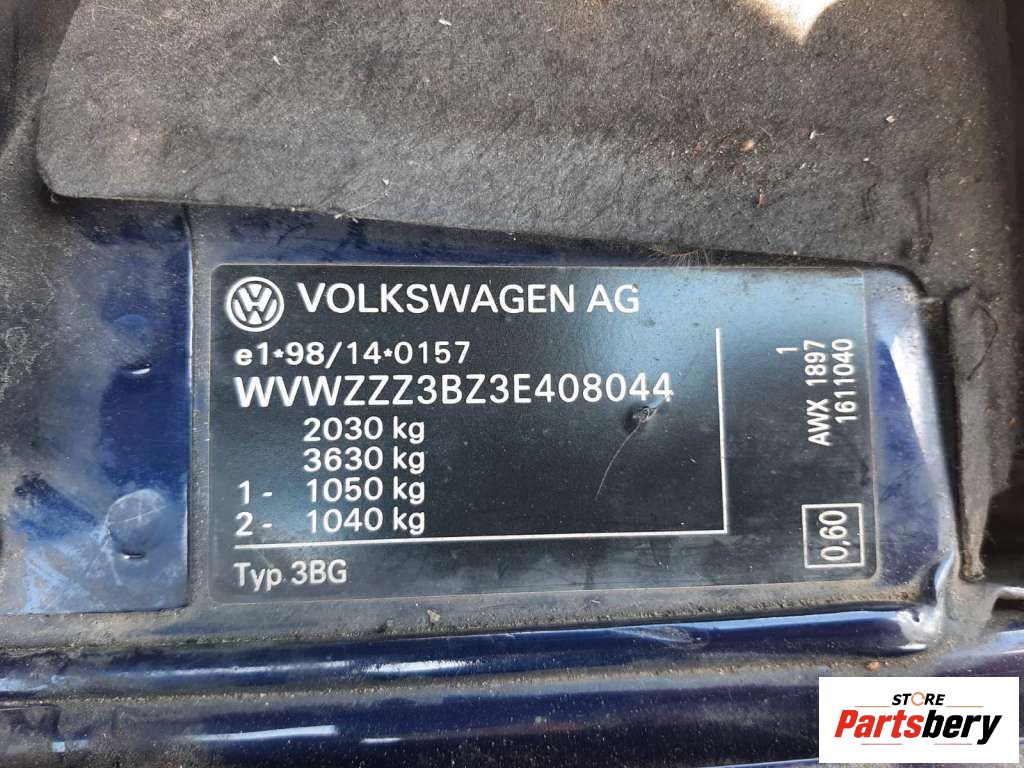 VOLKSWAGEN AG
e1*98/14*0157
WVWZZZ3BZ3E408044
2030 kg
3630 kg
1- 1050 kg
2- 1040 kg
Typ 3BG
1
AWX 1897
1611040
0,60
STORE
Partsbery